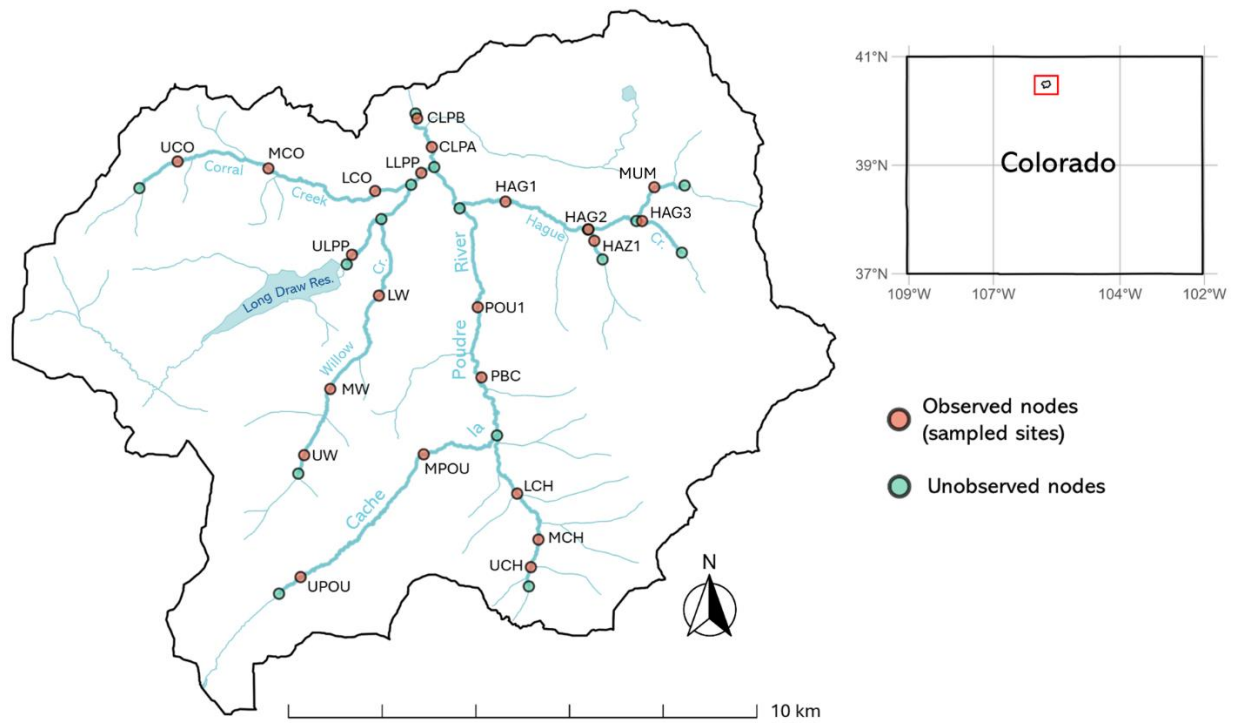 41°N
CLPB
UCO
MCO
CLPA
LLPP
Corral
Creek
LCO
HAG1
MUM
39°N
Colorado
HAG2
HAG3
Hague
Cr.
HAZ1
ULPP
Cr.
River
Long Draw Res.
LW
POU1
37°N
109°W
107°W
104°W
102°W
Willow
Poudre
PBC
MW
Observed nodes
(sampled sites)
la
UW
MPOU
Unobserved nodes
LCH
Cache
MCH
UCH
N
UPOU
10 km